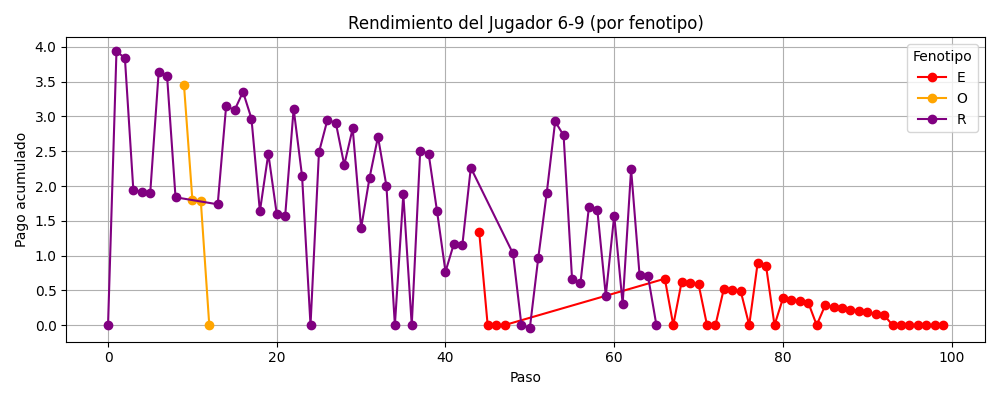 Rendimiento del Jugador 6-9 (por fenotipo)
Pago acumulado
4.0
3.5
3.0
2.5
2.0
1.5
1.0
0.5
0.0
Fenotipo
E
O
R
0 20 40 60 80 100
Paso